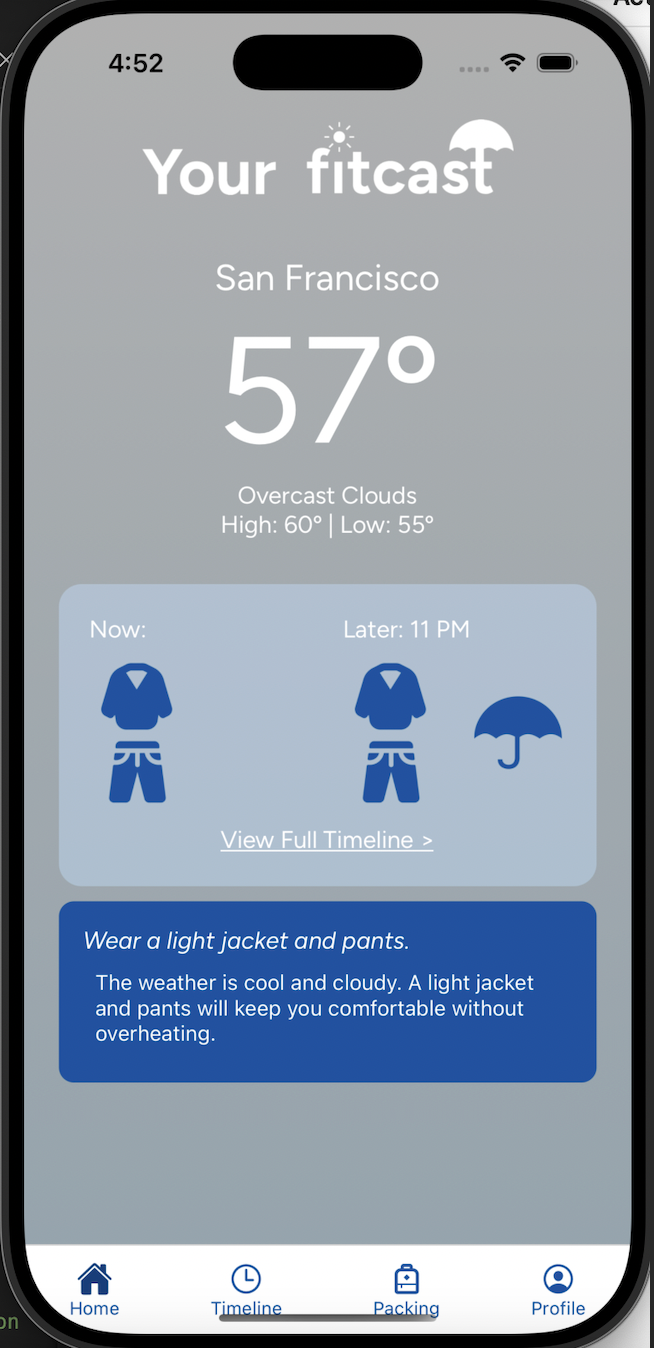 Act
4:52
Your fitcast
San Francisco
57°
Overcast Clouds
High: 60° | Low: 55°
Now:
Later: 11 PM
View Full Timeline >
Wear a light jacket and pants.
The weather is cool and cloudy. A light jacket
and pants will keep you comfortable without
overheating.
Home
Timeline
Packing
Profile
on